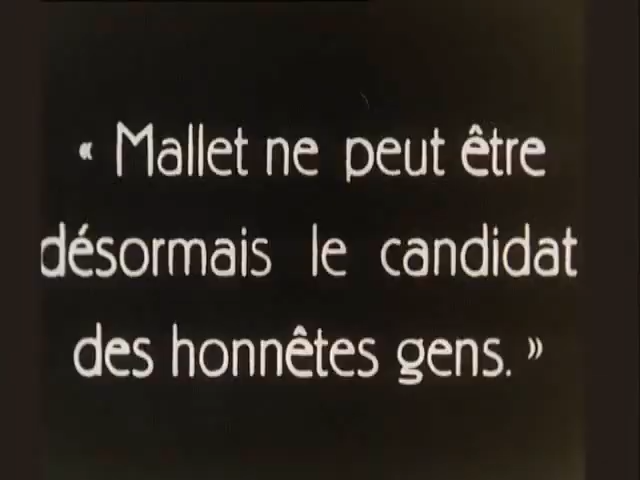 « Mallet ne peut être
désormais le candidat
des honnêtes gens. »